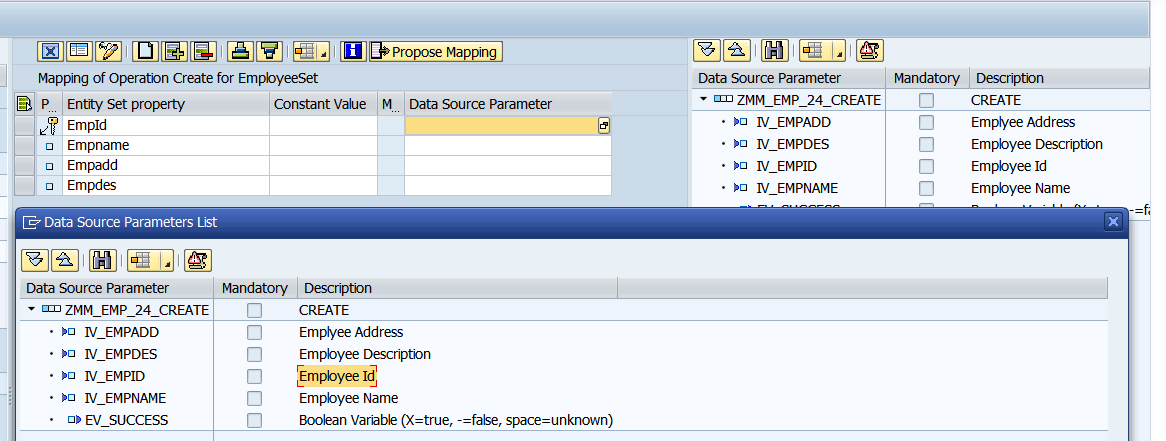 Propose Mapping
Mapping of Operation Create for EmployeeSet
P... Entity Set property Constant Value M... Data Source Parameter
EmpId
Empname
Empadd
Empdes
Data Source Parameter Mandatory Description
ZMM_EMP_24_CREATE CREATE
IV_EMPADD Emplyee Address
IV_EMPDES Employee Description
IV_EMPID Employee Id
IV_EMPNAME Employee Name
EV_SUCCESS
Data Source Parameters List
Data Source Parameter Mandatory Description
ZMM_EMP_24_CREATE CREATE
IV_EMPADD Emplyee Address
IV_EMPDES Employee Description
IV_EMPID Employee Id
IV_EMPNAME Employee Name
EV_SUCCESS Boolean Variable (X=true, -=false, space=unknown)